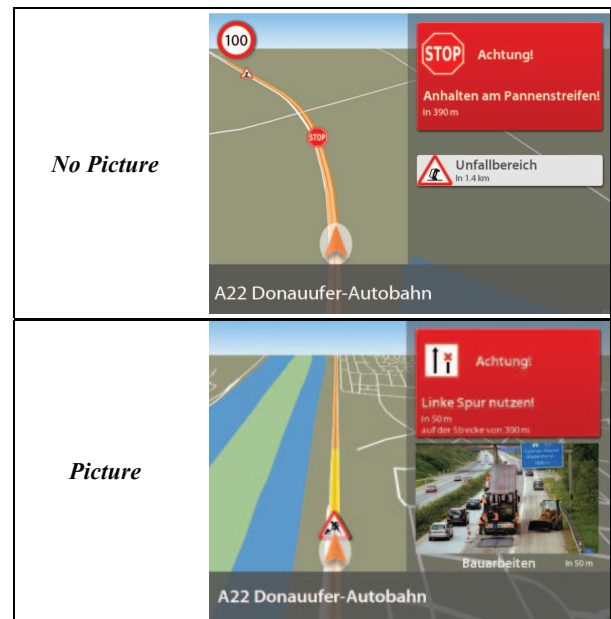 No Picture
100
STOP
Achtung!
Anhalten am Pannenstreifen!
In 390 m
STOP
Unfallbereich
In 1.4 km
A22 Donauufer-Autobahn
Picture
Achtung!
Linke Spur nutzen!
In 50 m
auf der Strecke von 300 m
Bauarbeiten
In 50 m
A22 Donauufer-Autobahn